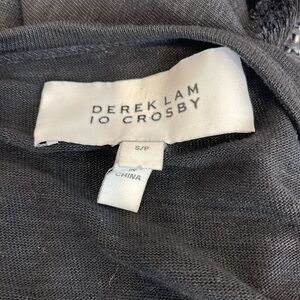 DEREK LAM
10 CROSBY
S/P
CHINA